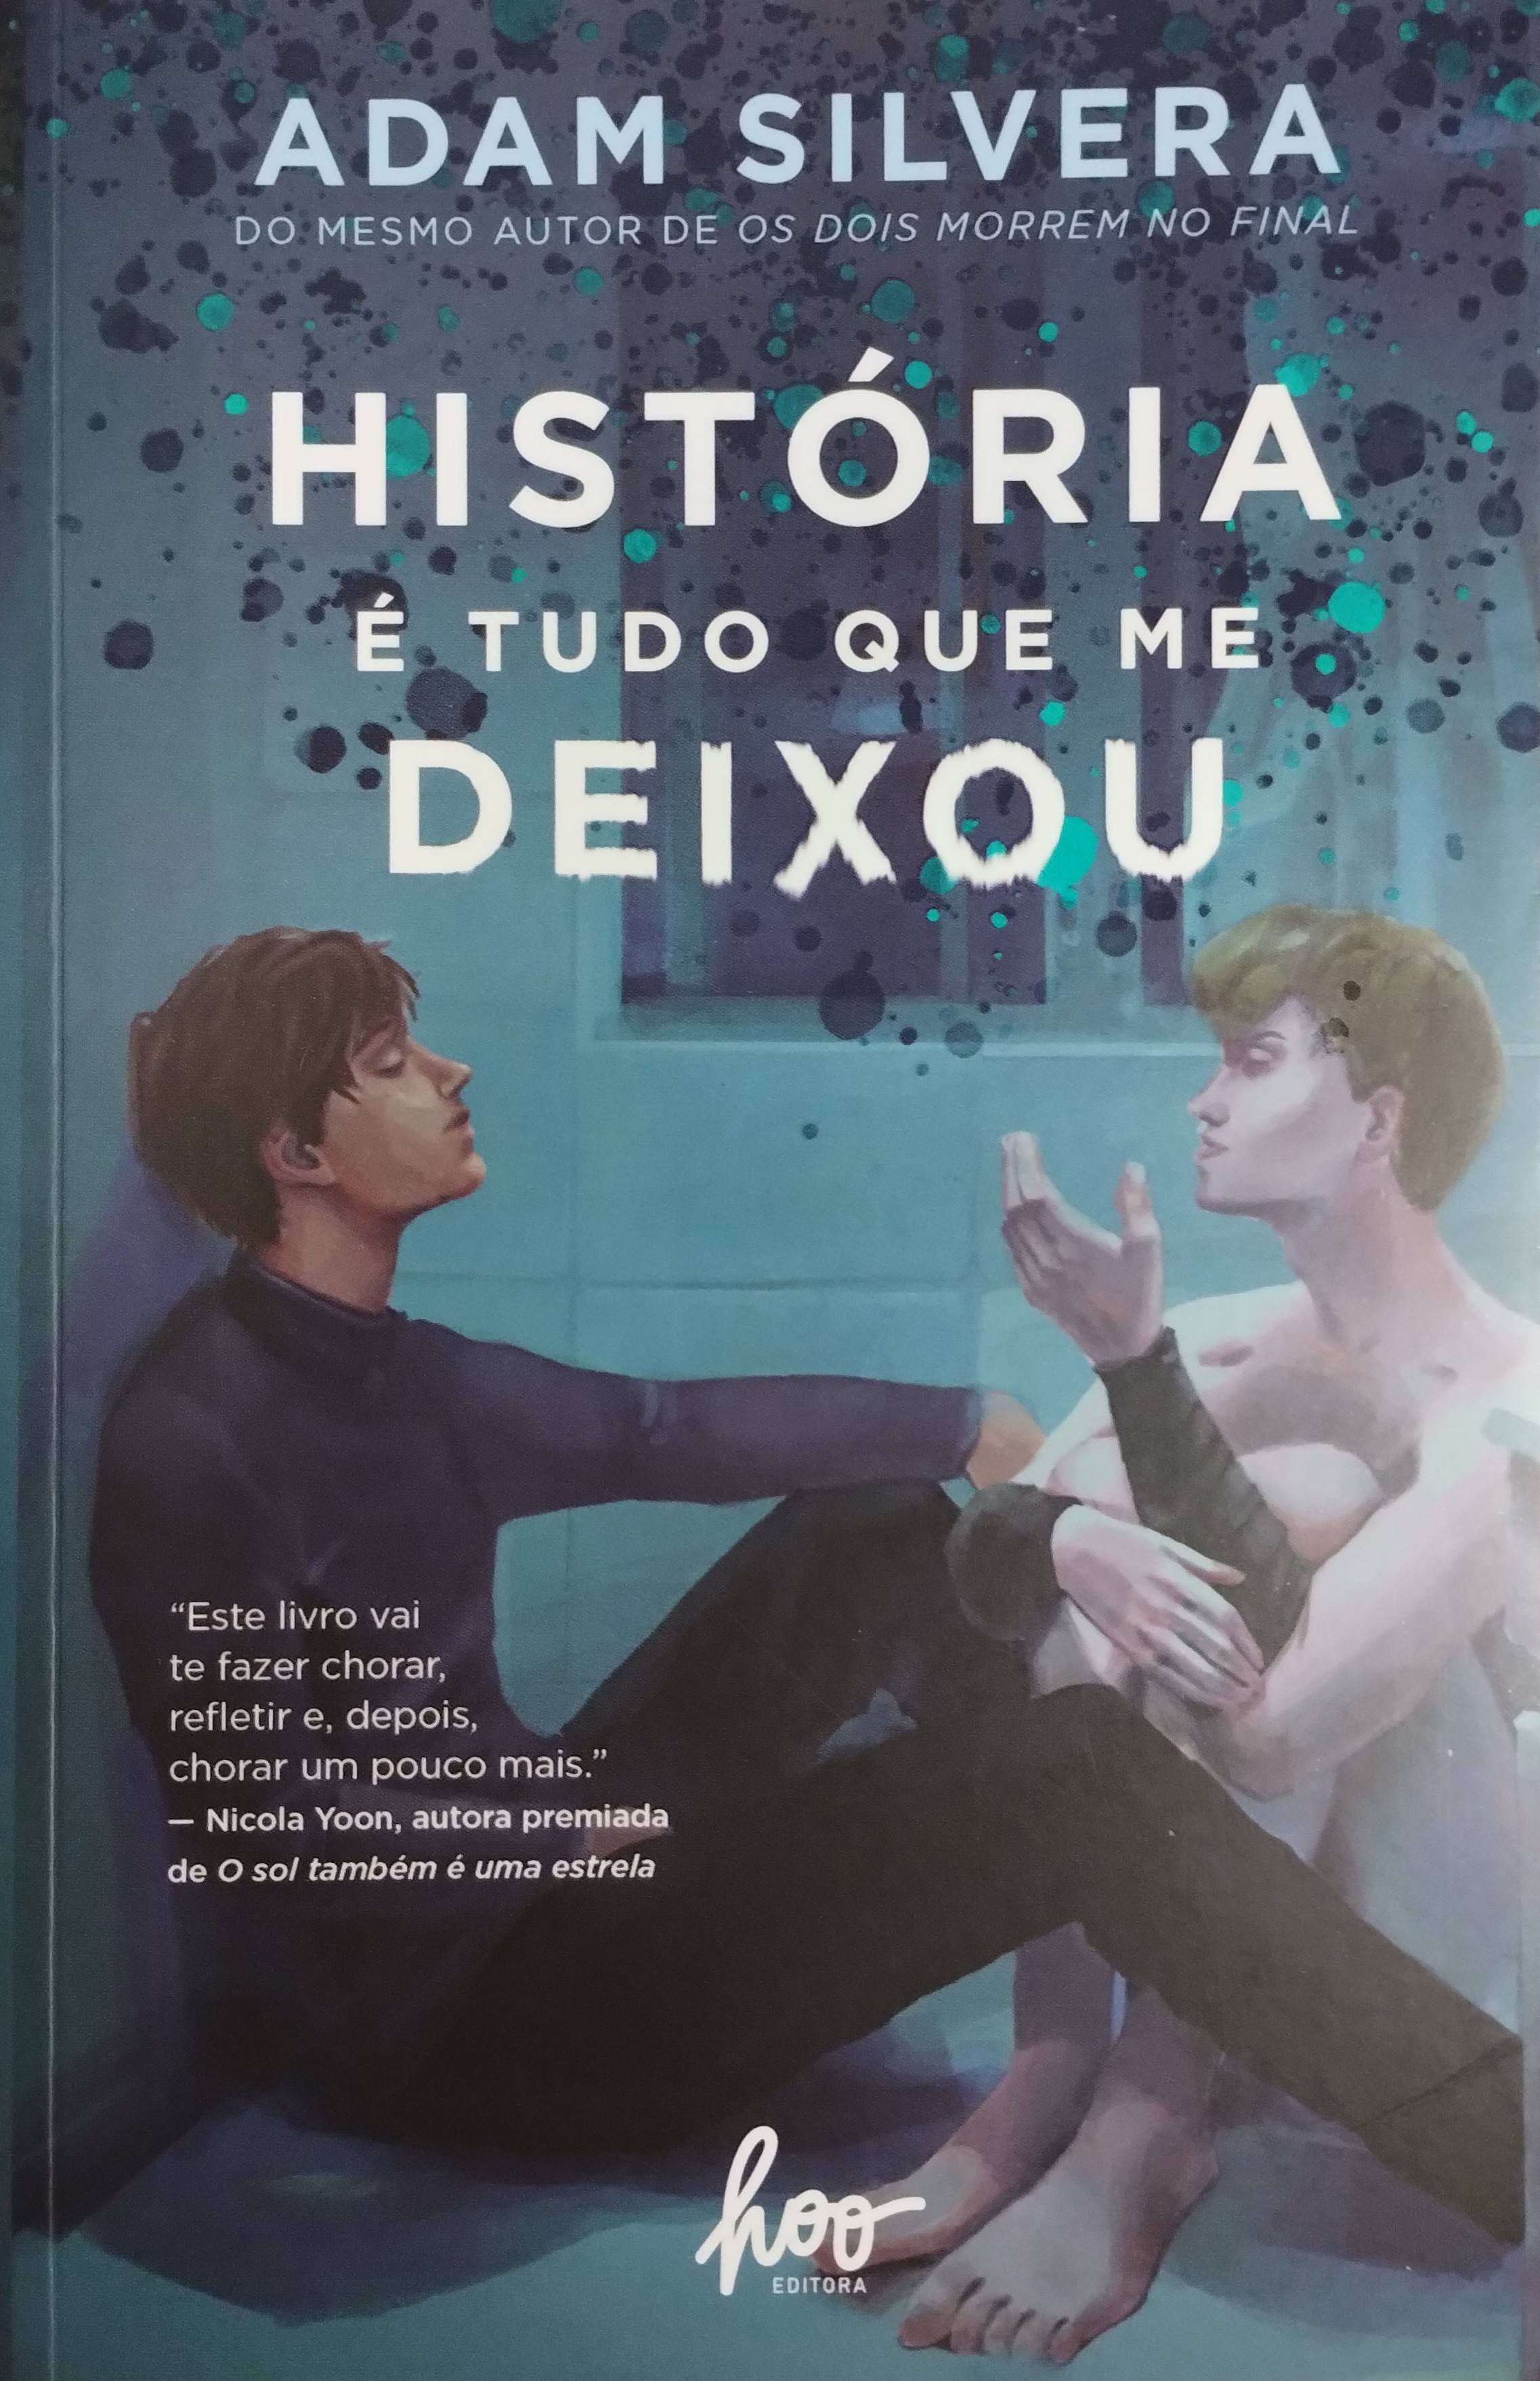 ADAM SILVERA
DO MESMO AUTOR DE OS DOIS MORREM NO FINAL
HISTÓRIA
É TUDO QUE ME
DEIXOU
“Este livro vai
te fazer chorar,
refletir e, depois,
chorar um pouco mais.”
— Nicola Yoon, autora premiada
de O sol também é uma estrela
hoo
EDITORA